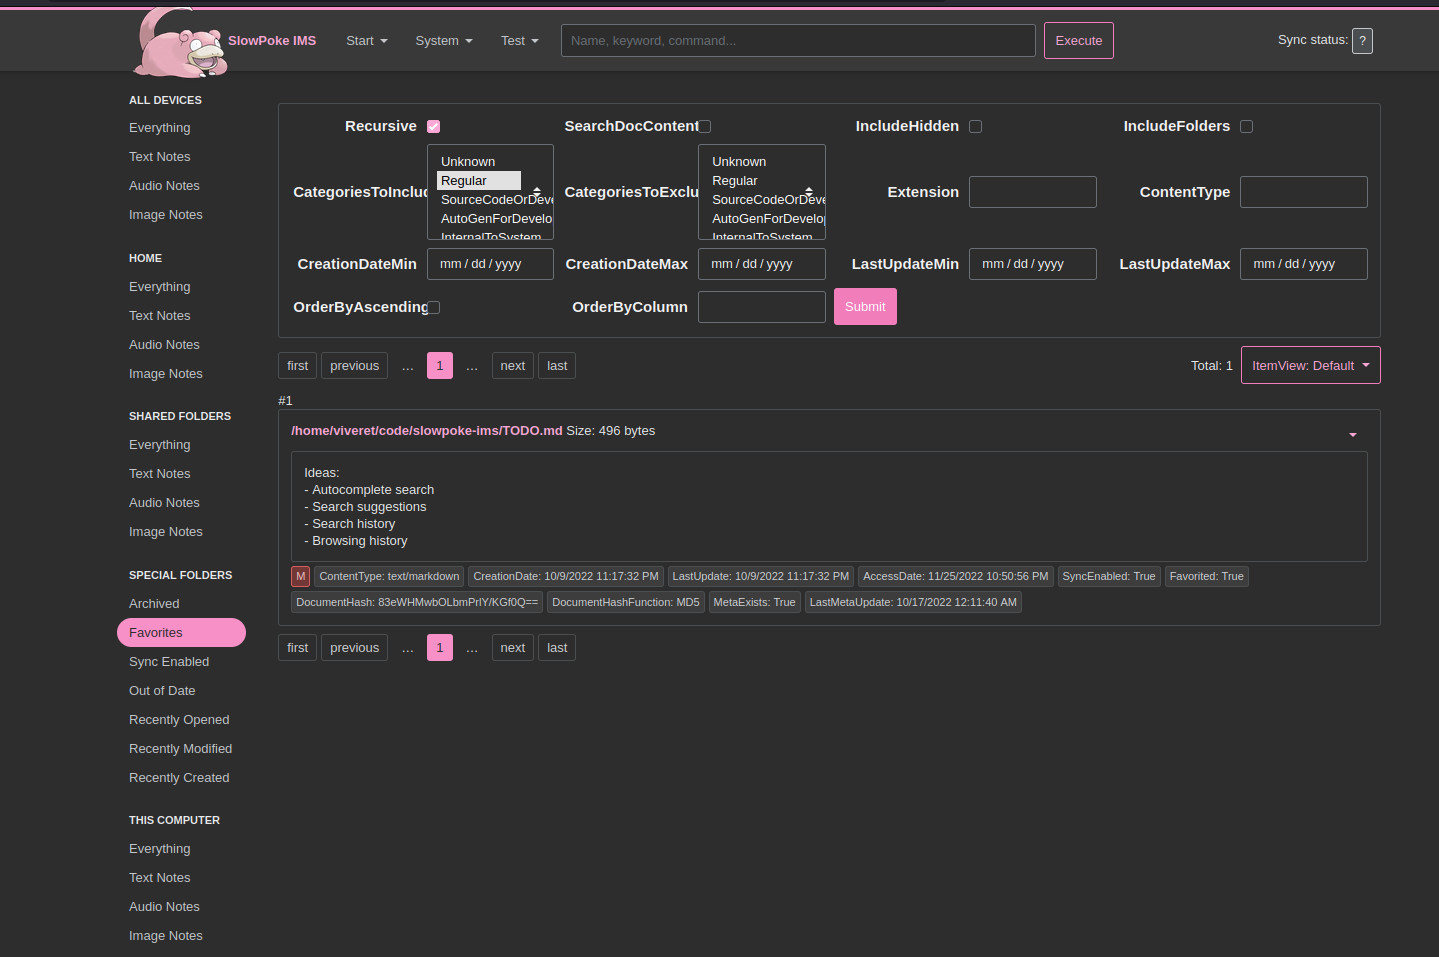 SlowPoke IMS Start System Test Name, keyword, command... Execute Sync status: ?
ALL DEVICES
Everything
Text Notes
Audio Notes
Image Notes
HOME
Everything
Text Notes
Audio Notes
Image Notes
SHARED FOLDERS
Everything
Text Notes
Audio Notes
Image Notes
SPECIAL FOLDERS
Archived
Favorites
Sync Enabled
Out of Date
Recently Opened
Recently Modified
Recently Created
THIS COMPUTER
Everything
Text Notes
Audio Notes
Image Notes
Recursive SearchDocContent IncludeHidden IncludeFolders
CategoriesToInclu
Unknown
Regular
SourceCodeOrDeve
AutoGenForDevelo
InternalToSystem
CategoriesToExclu
Unknown
Regular
SourceCodeOrDeve
AutoGenForDevelo
InternalToSystem
Extension ContentType
CreationDateMin mm / dd / yyyy CreationDateMax mm / dd / yyyy LastUpdateMin mm / dd / yyyy LastUpdateMax mm / dd / yyyy
OrderByAscending OrderByColumn Submit
first previous ... 1 ... next last Total: 1 ItemView: Default
#1
/home/viveret/code/slowpoke-ims/TODO.md Size: 496 bytes
Ideas:
- Autocomplete search
- Search suggestions
- Search history
- Browsing history
M ContentType: text/markdown CreationDate: 10/9/2022 11:17:32 PM LastUpdate: 10/9/2022 11:17:32 PM AccessDate: 11/25/2022 10:50:56 PM SyncEnabled: True Favorited: True
DocumentHash: 83eWHMwbOLbmPrlY/KGf0Q== DocumentHashFunction: MD5 MetaExists: True LastMetaUpdate: 10/17/2022 12:11:40 AM
first previous ... 1 ... next last